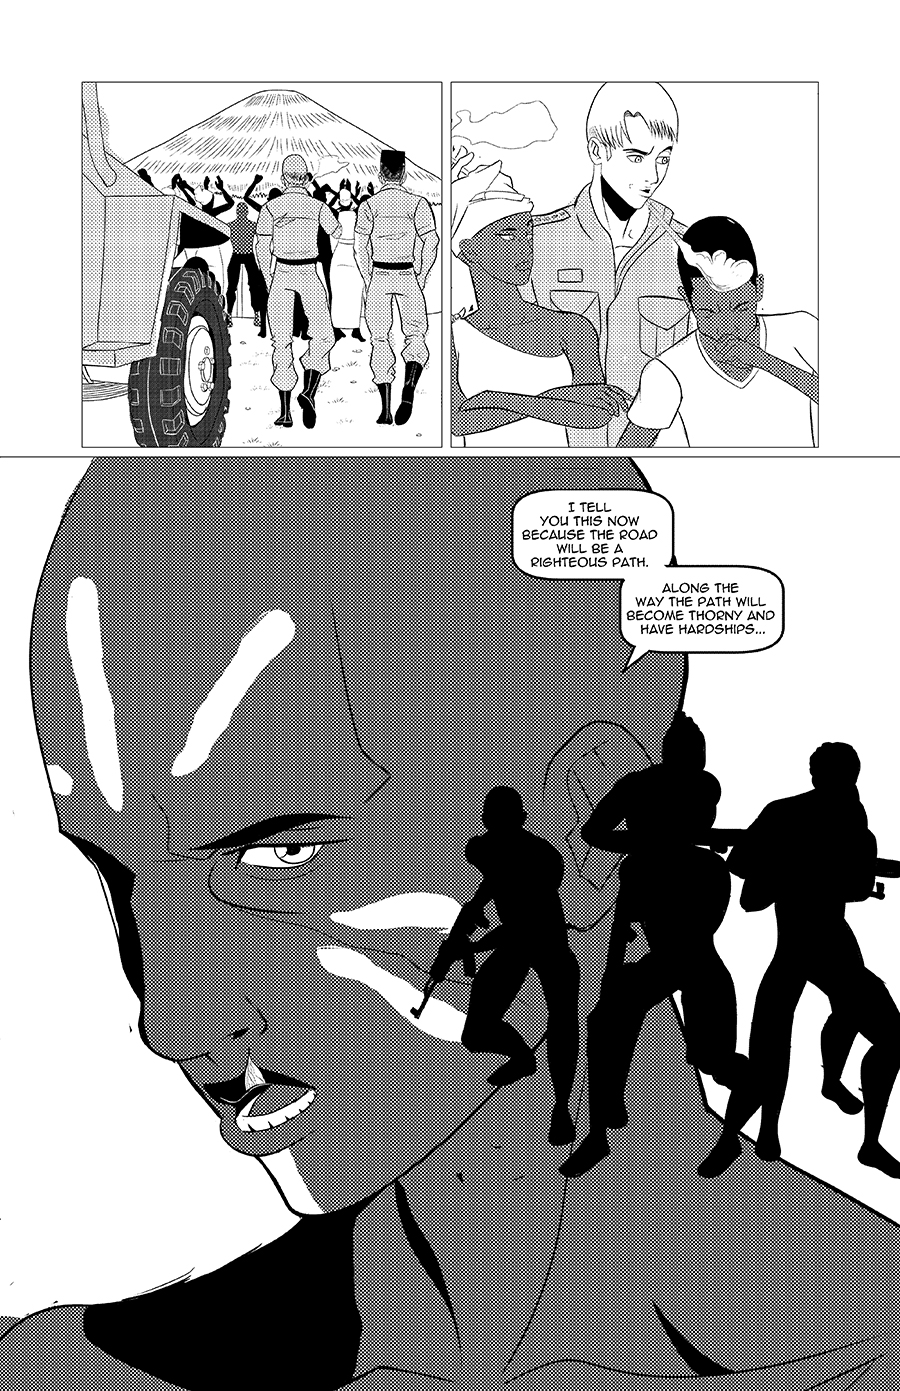 I TELL
YOU THIS NOW
BECAUSE THE ROAD
WILL BE A
RIGHTEOUS PATH.
ALONG THE
WAY THE PATH WILL
BECOME THORNY AND
HAVE HARDSHIPS...